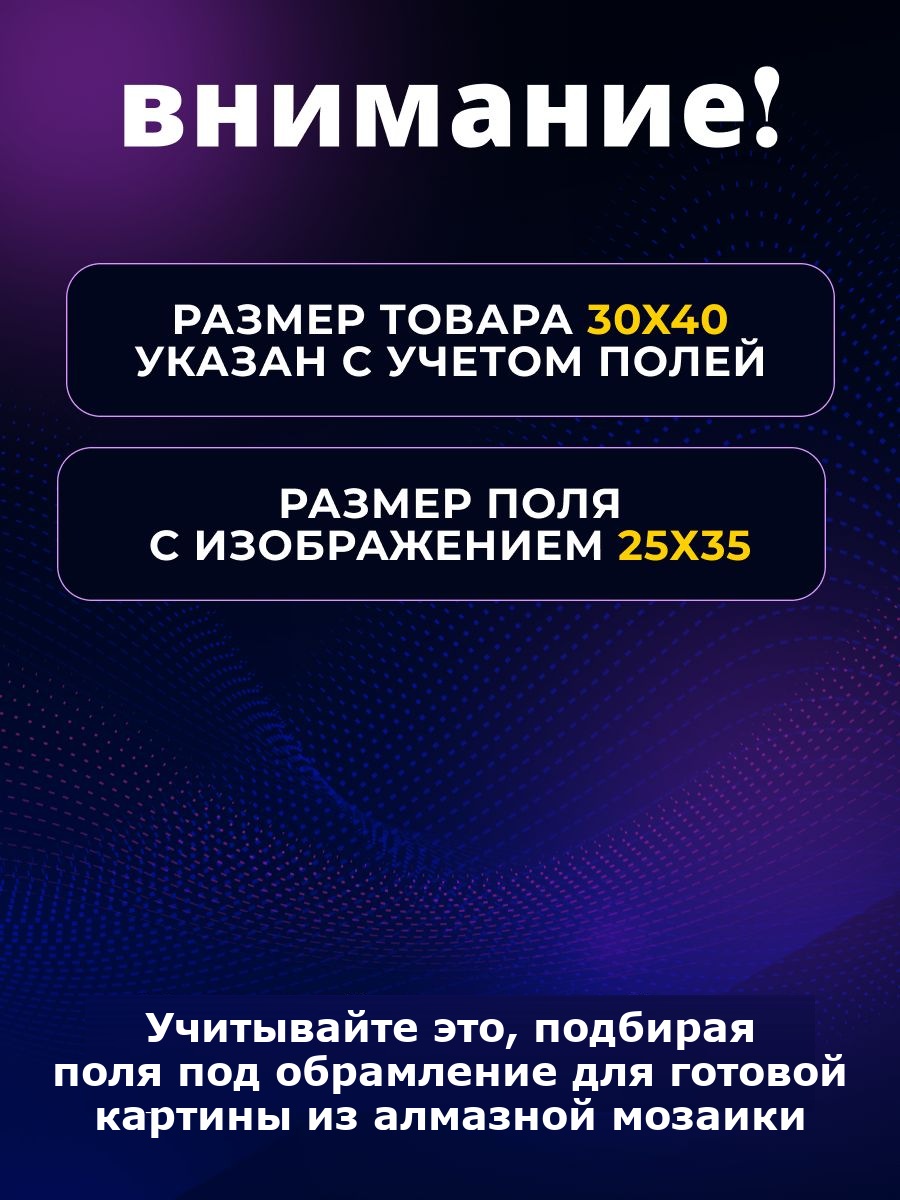 внимание!
РАЗМЕР ТОВАРА 30Х40
УКАЗАН С УЧЕТОМ ПОЛЕЙ
РАЗМЕР ПОЛЯ
С ИЗОБРАЖЕНИЕМ 25Х35
Учитывайте это, подбирая
поля под обрамление для готовой
картины из алмазной мозаики